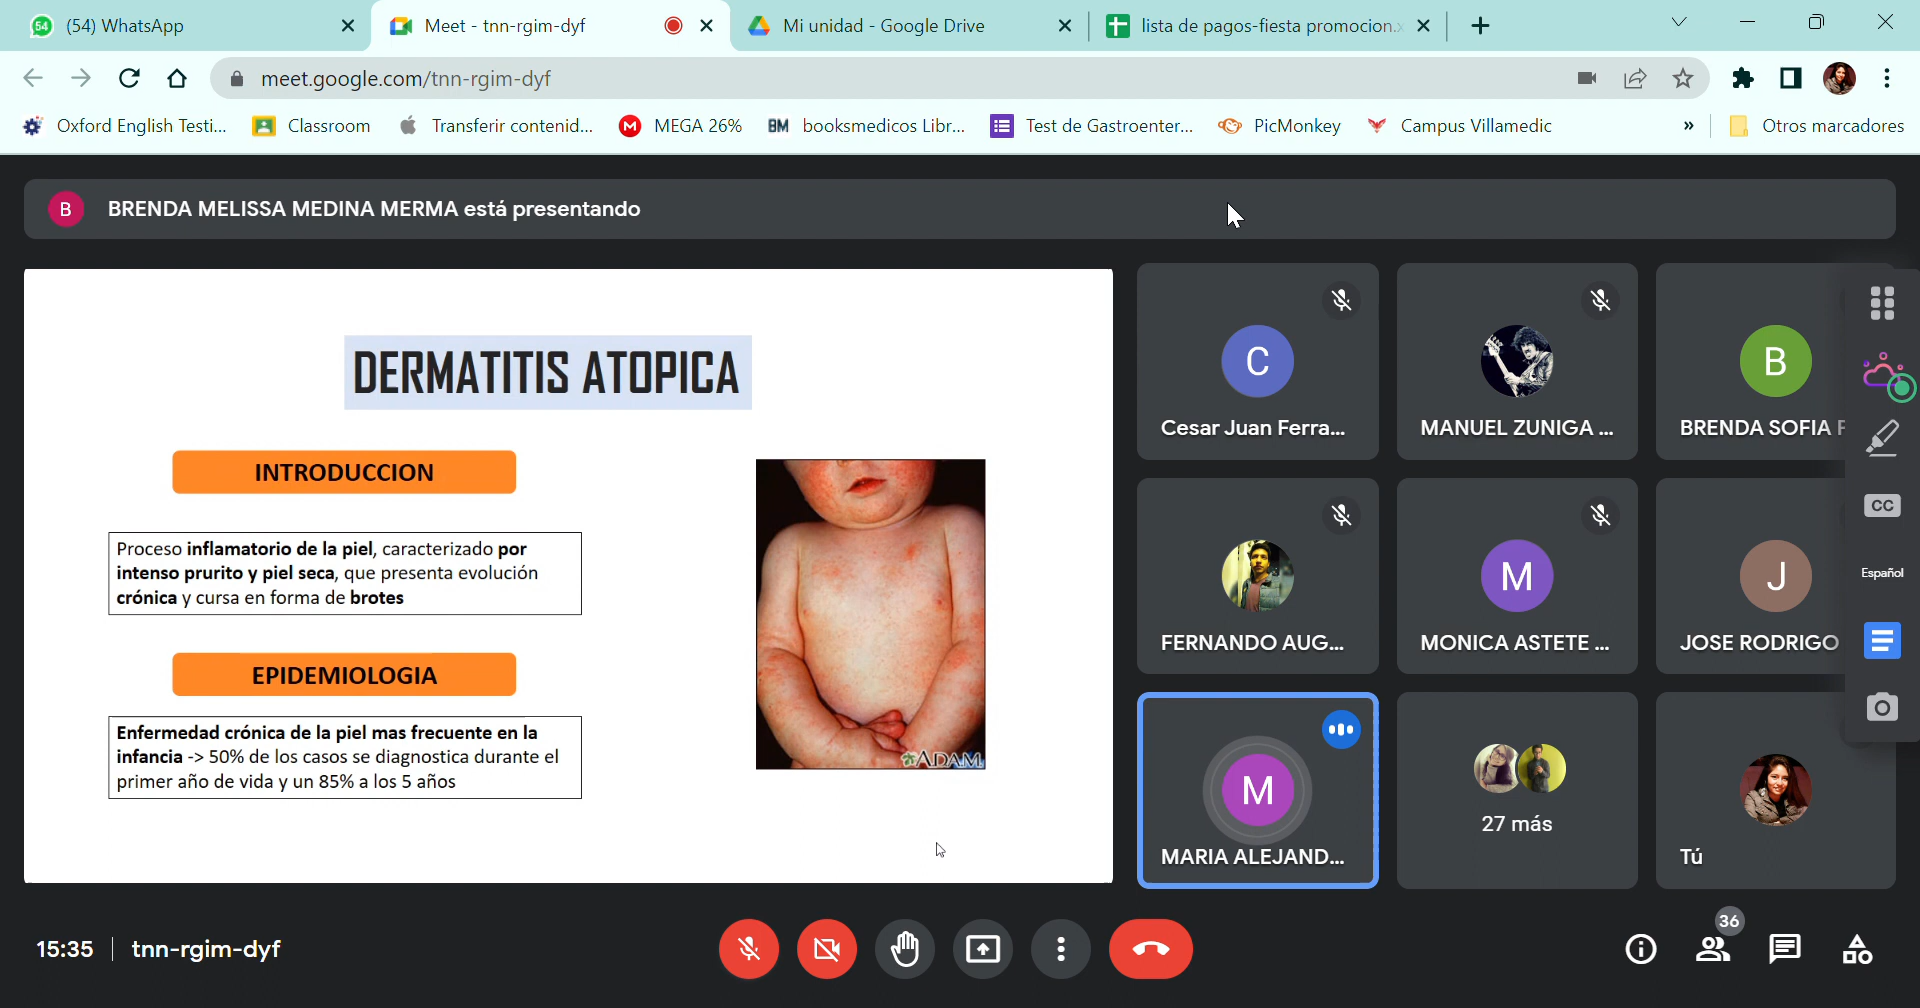 54
(54) WhatsApp
Meet - tnn-rgim-dyf
Mi unidad - Google Drive
lista de pagos-fiesta promocion.x
meet.google.com/tnn-rgim-dyf
Oxford English Testi...
Classroom
Transferir contenid...
M
MEGA 26%
BM
booksmedicos Libr...
Test de Gastroenter...
PicMonkey
Campus Villamedic
»
Otros marcadores
B
BRENDA MELISSA MEDINA MERMA está presentando
DERMATITIS ATOPICA
INTRODUCCION
Proceso inflamatorio de la piel, caracterizado por
intenso prurito y piel seca, que presenta evolución
crónica y cursa en forma de brotes
EPIDEMIOLOGIA
Enfermedad crónica de la piel mas frecuente en la
infancia -> 50% de los casos se diagnostica durante el
primer año de vida y un 85% a los 5 años
ADAM
C
Cesar Juan Ferra...
MANUEL ZUNIGA ...
B
BRENDA SOFIA
FERNANDO AUG...
M
MONICA ASTETE ...
J
JOSE RODRIGO
M
MARIA ALEJAND...
27 más
Tú
CC
Español
15:35
tnn-rgim-dyf
36